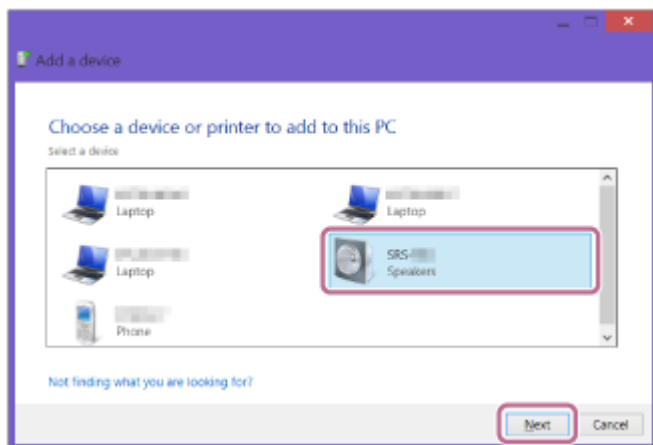 Add a device
Choose a device or printer to add to this PC
Select a device
Laptop
Laptop
Laptop
SRS-
Speakers
Phone
Not finding what you are looking for?
Next
Cancel